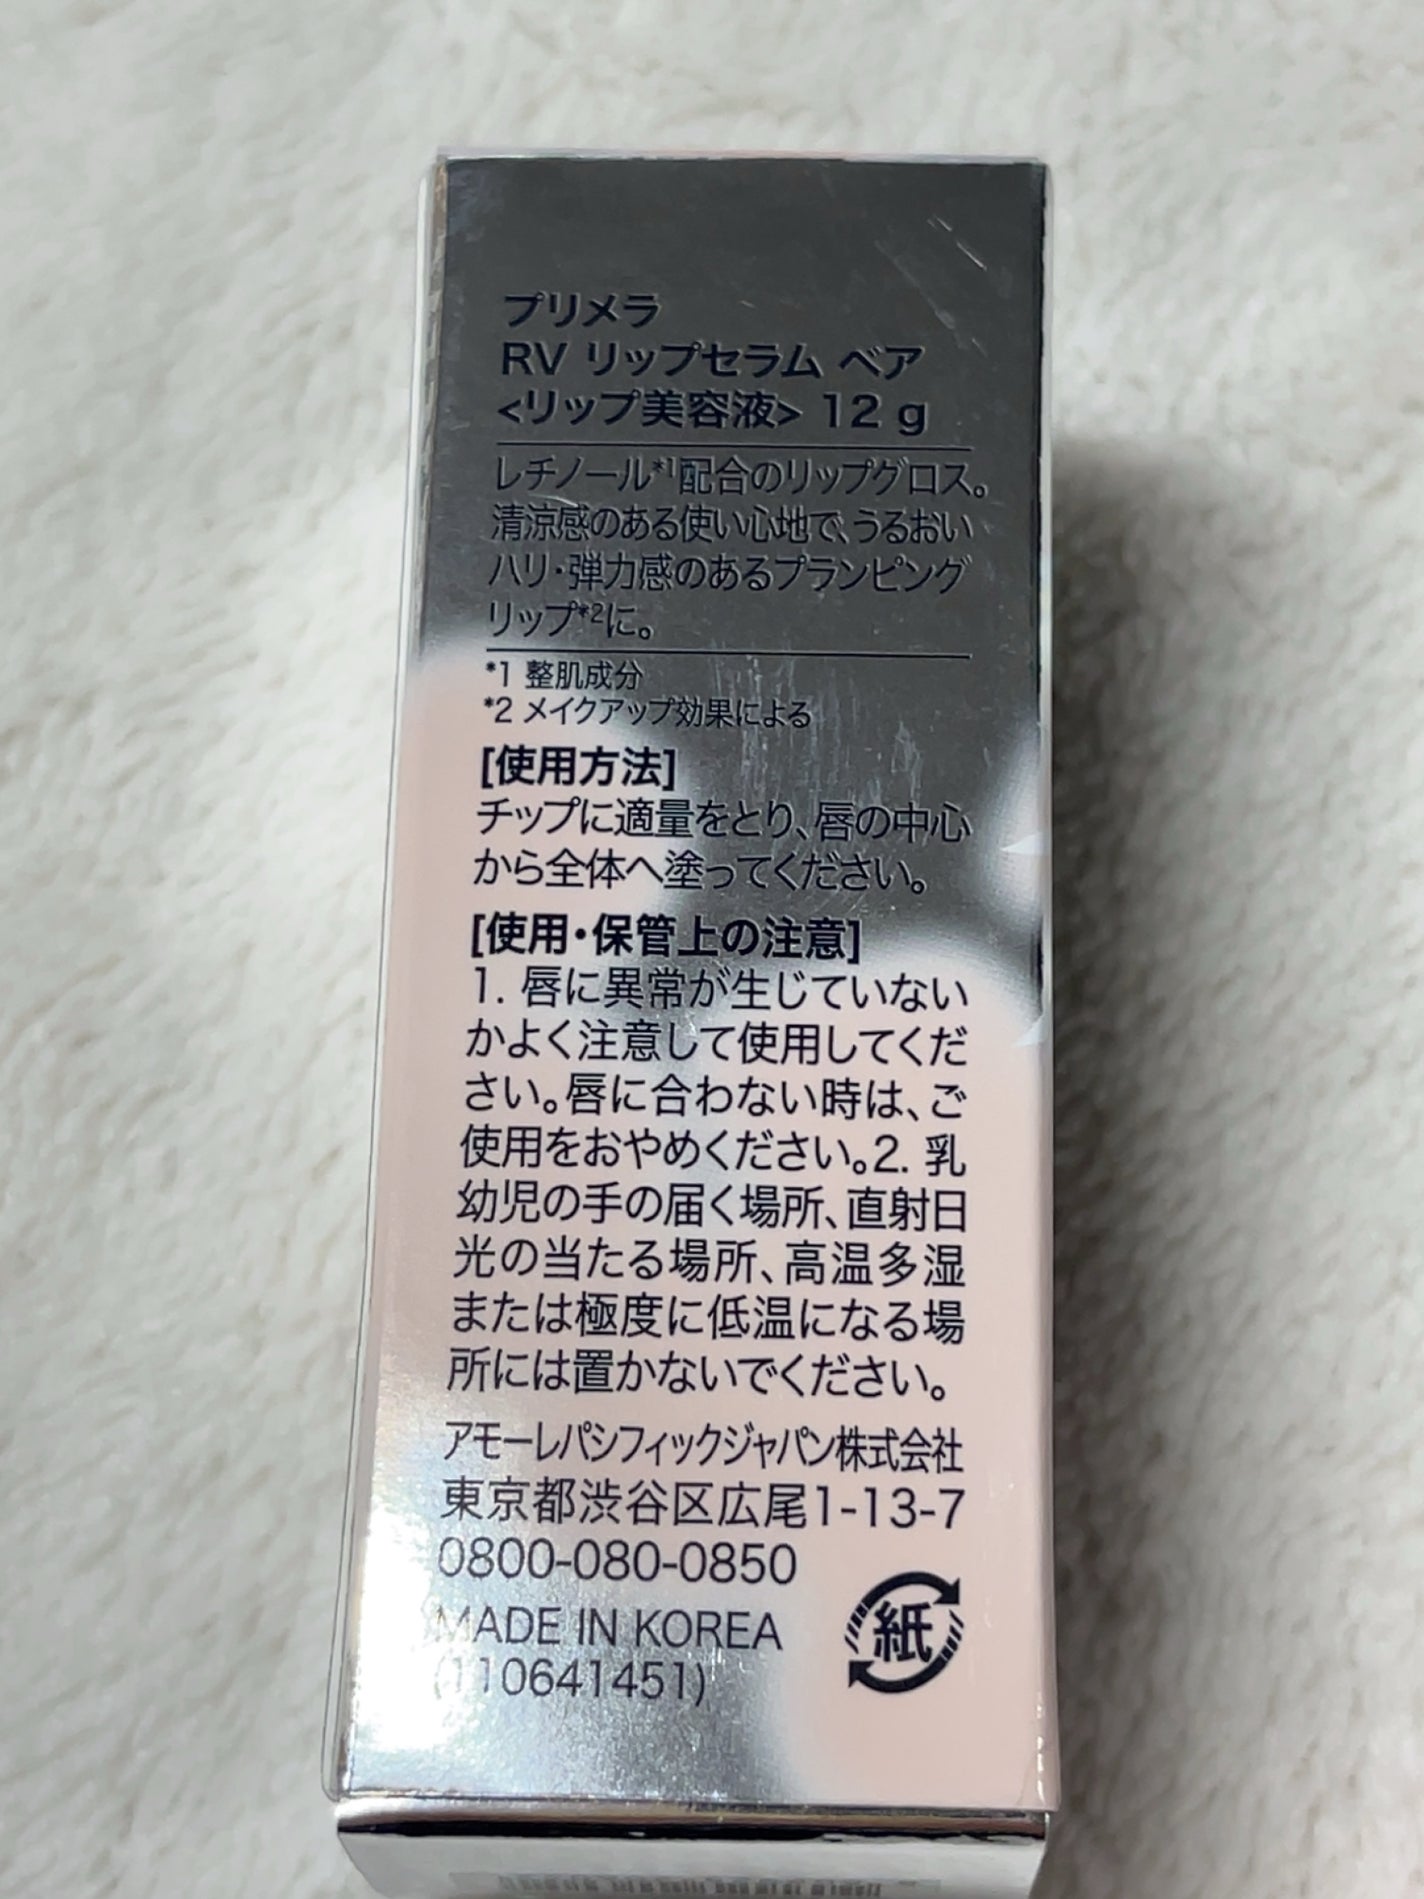 プリメラ
RV リップセラム ベア
<リップ美容液> 12 g
レチノール*1配合のリップグロス。
清涼感のある使い心地で、うるおい
ハリ・弾力感のあるプランピング
リップ*2に。
*1 整肌成分
*2 メイクアップ効果による
[使用方法]
チップに適量をとり、唇の中心
から全体へ塗ってください。
[使用・保管上の注意]
1. 唇に異常が生じていない
かよく注意して使用してくだ
さい。唇に合わない時は、ご
使用をおやめください。2. 乳
幼児の手の届く場所、直射日
光の当たる場所、高温多湿
または極度に低温になる場
所には置かないでください。
アモーレパシフィックジャパン株式会社
東京都渋谷区広尾1-13-7
0800-080-0850
MADE IN KOREA
(110641451)
紙